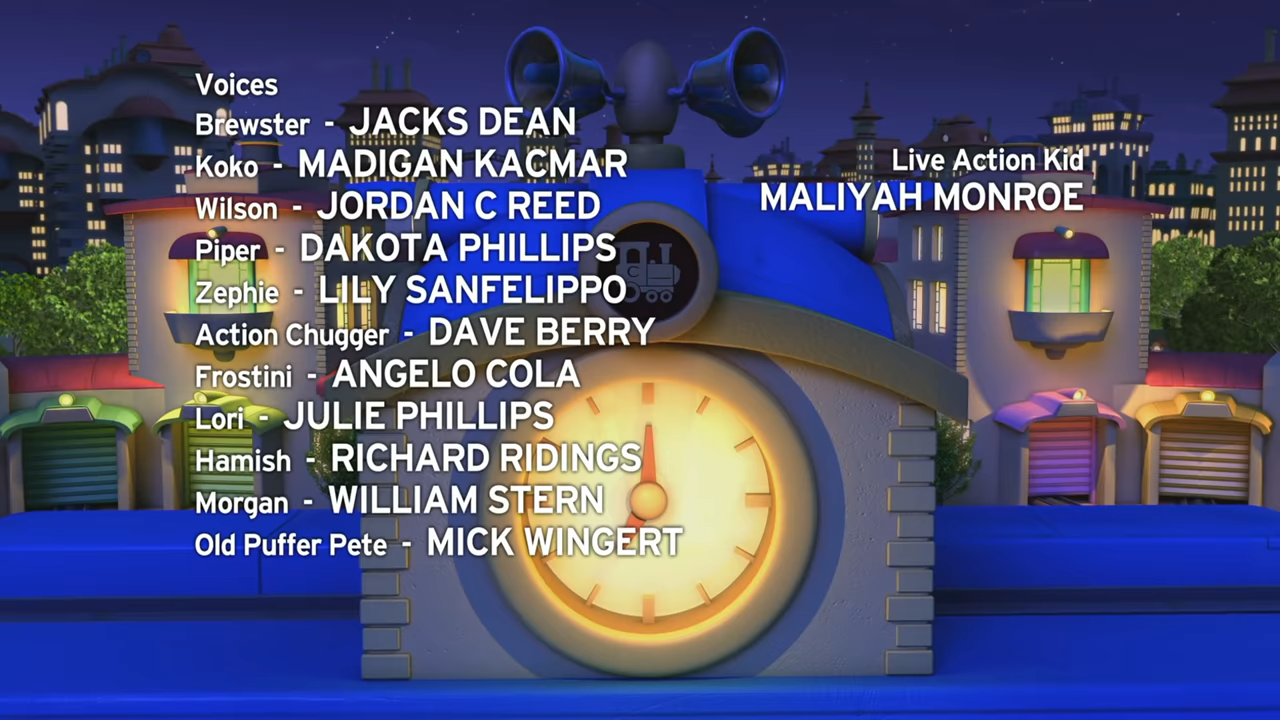 Voices
Brewster - JACKS DEAN
Koko - MADIGAN KACMAR
Wilson - JORDAN C REED
Piper - DAKOTA PHILLIPS
Zephie - LILY SANFELIPPO
Action Chugger - DAVE BERRY
Frostini - ANGELO COLA
Lori - JULIE PHILLIPS
Hamish - RICHARD RIDINGS
Morgan - WILLIAM STERN
Old Puffer Pete - MICK WINGERT
Live Action Kid
MALIYAH MONROE
C